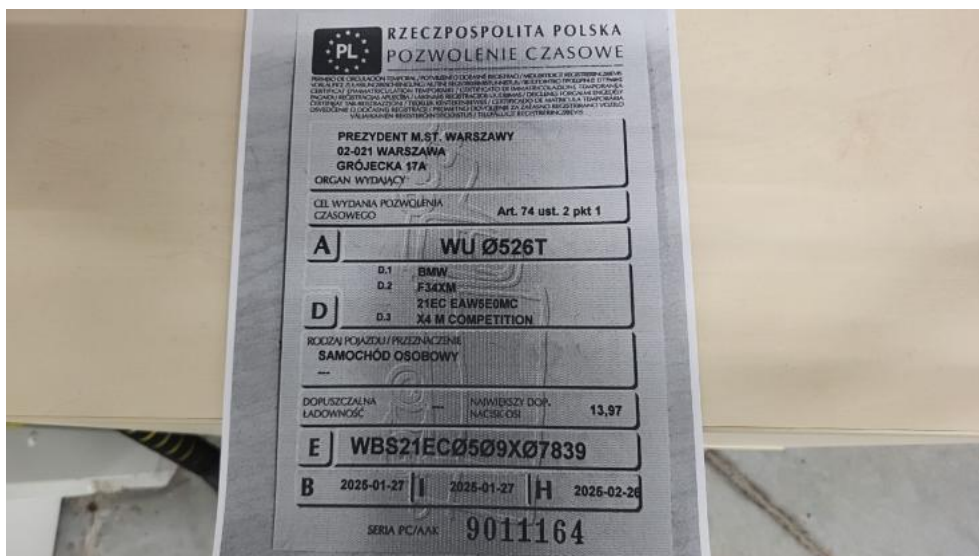 PL
RZECZPOSPOLITA POLSKA
POZWOLENIE CZASOWE
PREZYDENT M.ST. WARSZAWY
02-021 WARSZAWA
GRÓJECKA 17A
ORGAN WYDAJĄCY
CEL WYDANIA POZWOLENIA
CZASOWEGO
Art. 74 ust. 2 pkt 1
A WU Ø526T
D.1 BMW
D.2 F34XM
21EC EAW5E0MC
D
D.3 X4 M COMPETITION
RODZAJ POJAZDU / PRZEZNACZENIE
SAMOCHÓD OSOBOWY
---
DOPUSZCZALNA
ŁADOWNOŚĆ
---
NAJWIĘKSZY DOP.
NACISK OSI
13,97
E WBS21ECØ5Ø9XØ7839
B 2025-01-27 I 2025-01-27 H 2025-02-26
SERIA PC/AAK 9011164